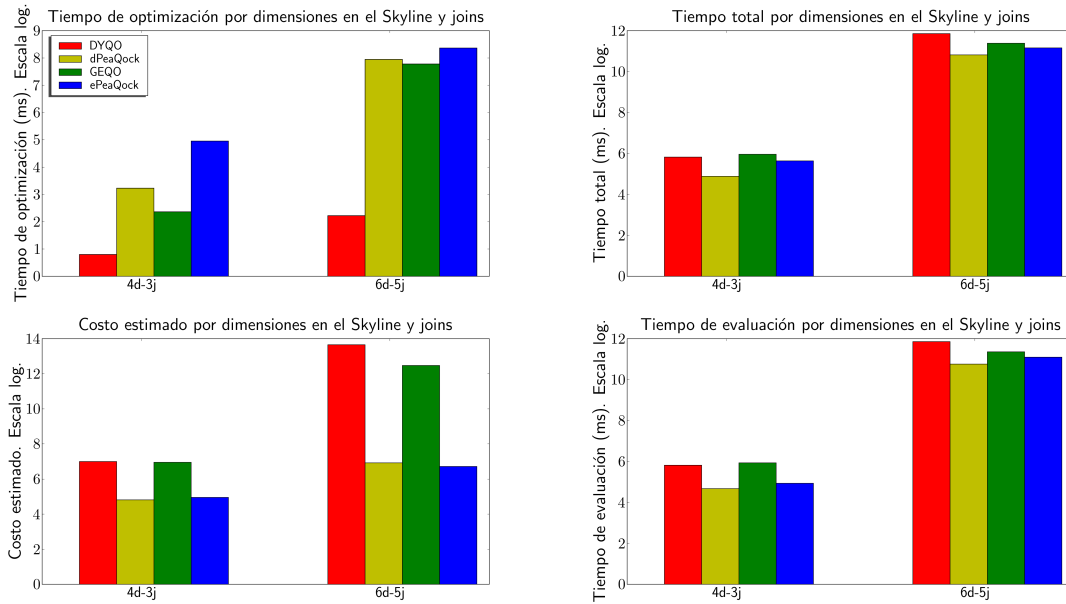 Tiempo de optimización por dimensiones en el Skyline y joins
Tiempo de optimización (ms). Escala log.
9
8
7
6
5
4
3
2
1
0
DYQO
dPeaQock
GEQO
ePeaQock
4d-3j
6d-5j
Tiempo total por dimensiones en el Skyline y joins
Tiempo total (ms). Escala log.
12
10
8
6
4
2
0
4d-3j
6d-5j
Costo estimado por dimensiones en el Skyline y joins
Costo estimado. Escala log.
14
12
10
8
6
4
2
0
4d-3j
6d-5j
Tiempo de evaluación por dimensiones en el Skyline y joins
Tiempo de evaluación (ms). Escala log.
12
10
8
6
4
2
0
4d-3j
6d-5j